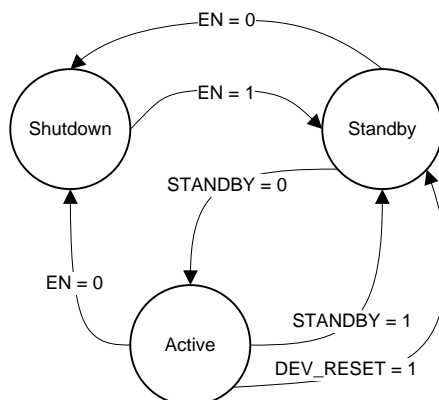 EN = 0
EN = 1
Shutdown
Standby
STANDBY = 0
EN = 0
STANDBY = 1
Active
DEV_RESET = 1